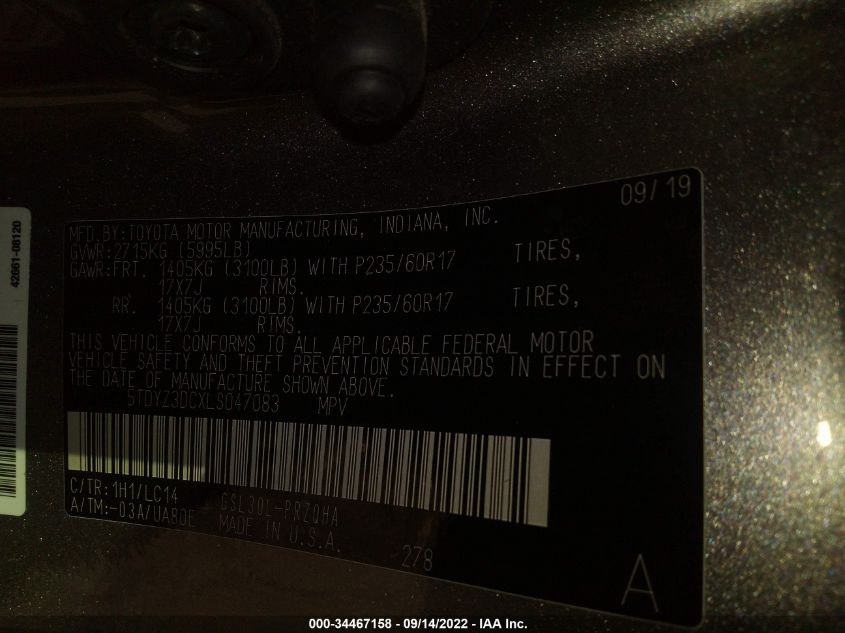 42661-08120
09/19
MFD.BY:TOYOTA MOTOR MANUFACTURING, INDIANA, INC.
GVWR:2715KG (5995LB)
GAWR:FRT. 1405KG (3100LB) WITH P235/60R17 TIRES,
17X7J RIMS.
RR. 1405KG (3100LB) WITH P235/60R17 TIRES,
17X7J RIMS.
THIS VEHICLE CONFORMS TO ALL APPLICABLE FEDERAL MOTOR
VEHICLE SAFETY AND THEFT PREVENTION STANDARDS IN EFFECT ON
THE DATE OF MANUFACTURE SHOWN ABOVE.
5TDYZ3DCXLS047083 MPV
C/TR:1H1/LC14 GSL30L-PRZQHA
A/TM:-03A/UA80E MADE IN U.S.A.
278
A
000-34467158 - 09/14/2022 - IAA Inc.